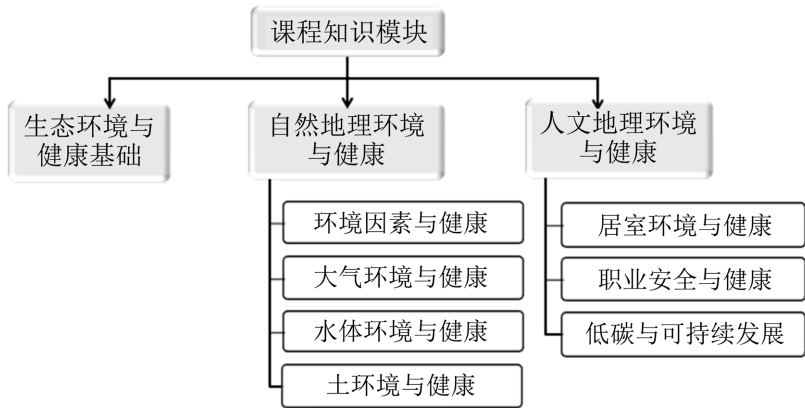 课程知识模块
生态环境与
健康基础
自然地理环境
与健康
人文地理环境
与健康
环境因素与健康
大气环境与健康
水体环境与健康
土环境与健康
居室环境与健康
职业安全与健康
低碳与可持续发展